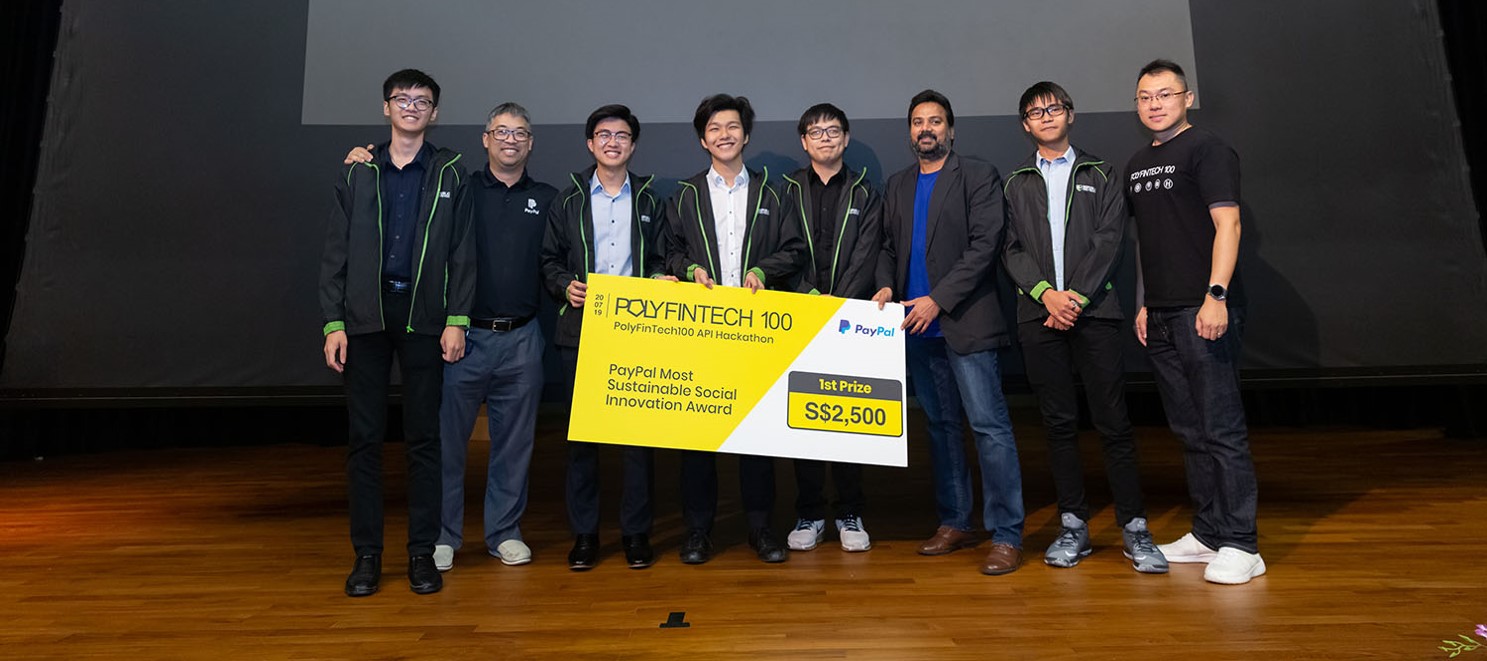 PayPal
POLYFINTECH 100
20
07
19
POLYFINTECH 100
PolyFinTech100 API Hackathon
PayPal
PayPal Most
Sustainable Social
Innovation Award
1st Prize
S$2,500